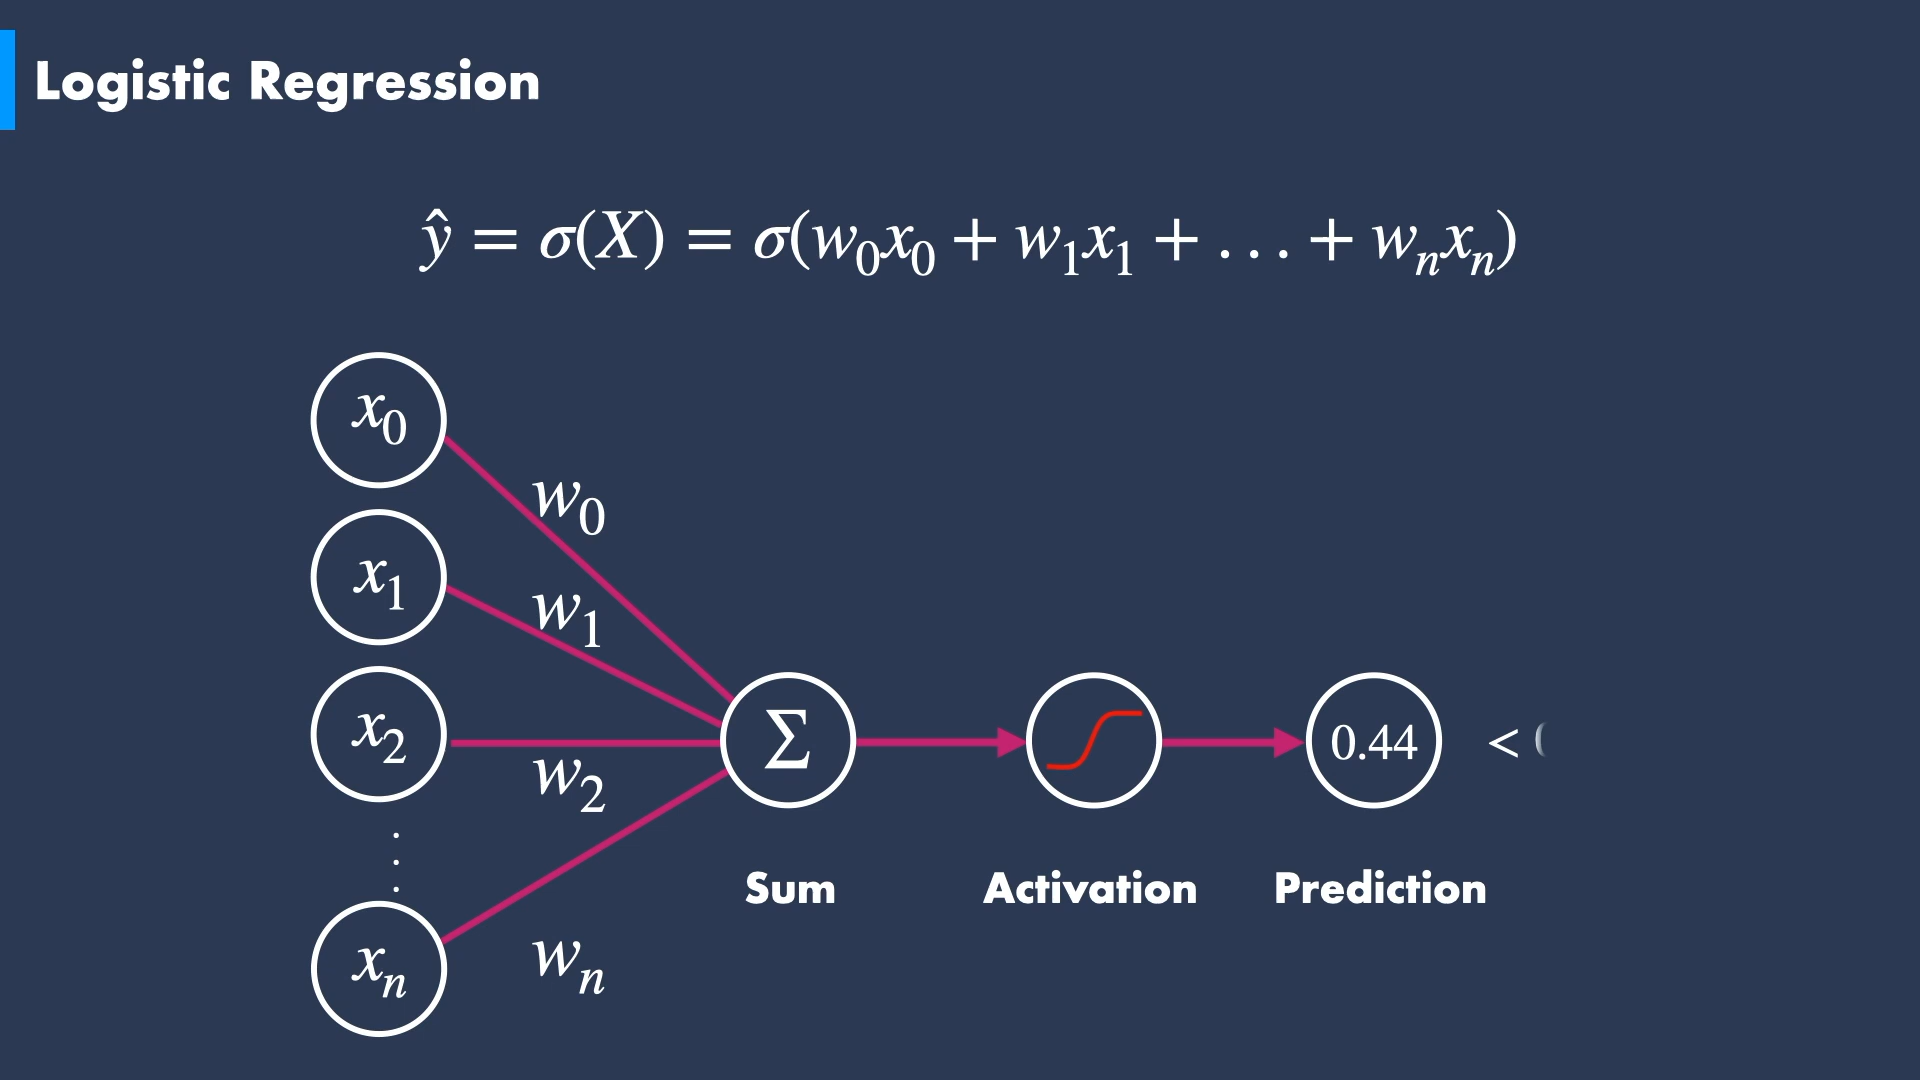 Logistic Regression
ŷ = σ(X) = σ(w₀x₀ + w₁x₁ + . . . + wₙxₙ)
x₀
w₀
x₁
w₁
x₂
w₂
Σ
0.44 <
Sum Activation Prediction
xₙ
wₙ